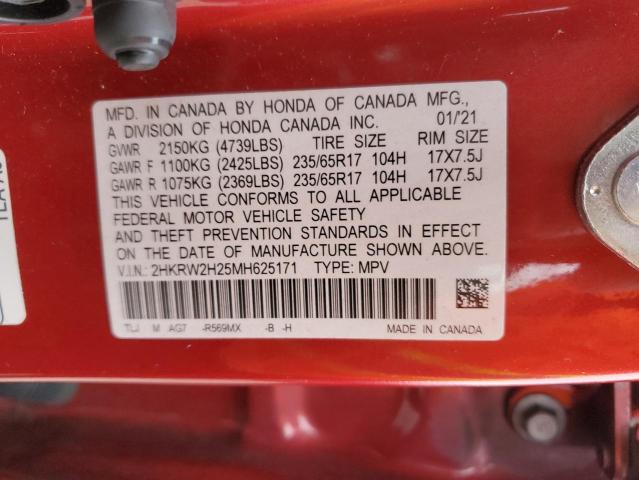 MFD. IN CANADA BY HONDA OF CANADA MFG.,
A DIVISION OF HONDA CANADA INC. 01/'21
GVWR 2150KG (4739LBS) TIRE SIZE RIM SIZE
GAWR F 1100KG (2425LBS) 235/65R17 104H 17X7.5J
GAWR R 1075KG (2369LBS) 235/65R17 104H 17X7.5J
THIS VEHICLE CONFORMS TO ALL APPLICABLE
FEDERAL MOTOR VEHICLE SAFETY
AND THEFT PREVENTION STANDARDS IN EFFECT
ON THE DATE OF MANUFACTURE SHOWN ABOVE.
V.I.N.: 2HKRW2H25MH625171 TYPE: MPV
TLJ M AG7 -R569MX -B -H MADE IN CANADA